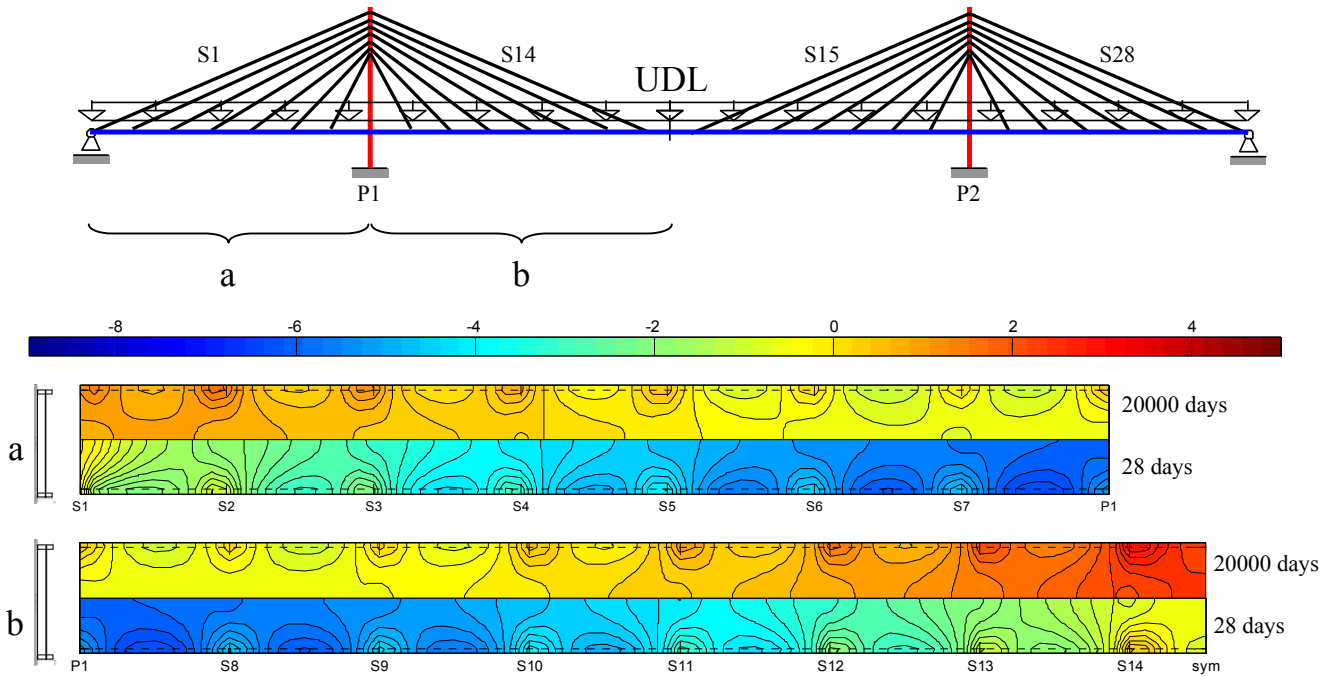 S1 S14 S15 S28
UDL
P1 P2
a b
-8 -6 -4 -2 0 2 4
20000 days
a
28 days
S1 S2 S3 S4 S5 S6 S7 P1
20000 days
b
28 days
P1 S8 S9 S10 S11 S12 S13 S14 sym